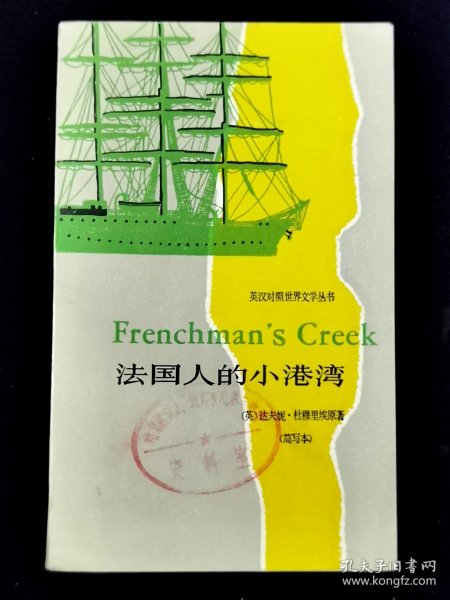 英汉对照世界文学丛书
Frenchman's Creek
法国人的小港湾
〔英〕达夫妮·杜穆里埃原著
(简写本)
资料室
孔夫子旧书网
www.kongfz.com